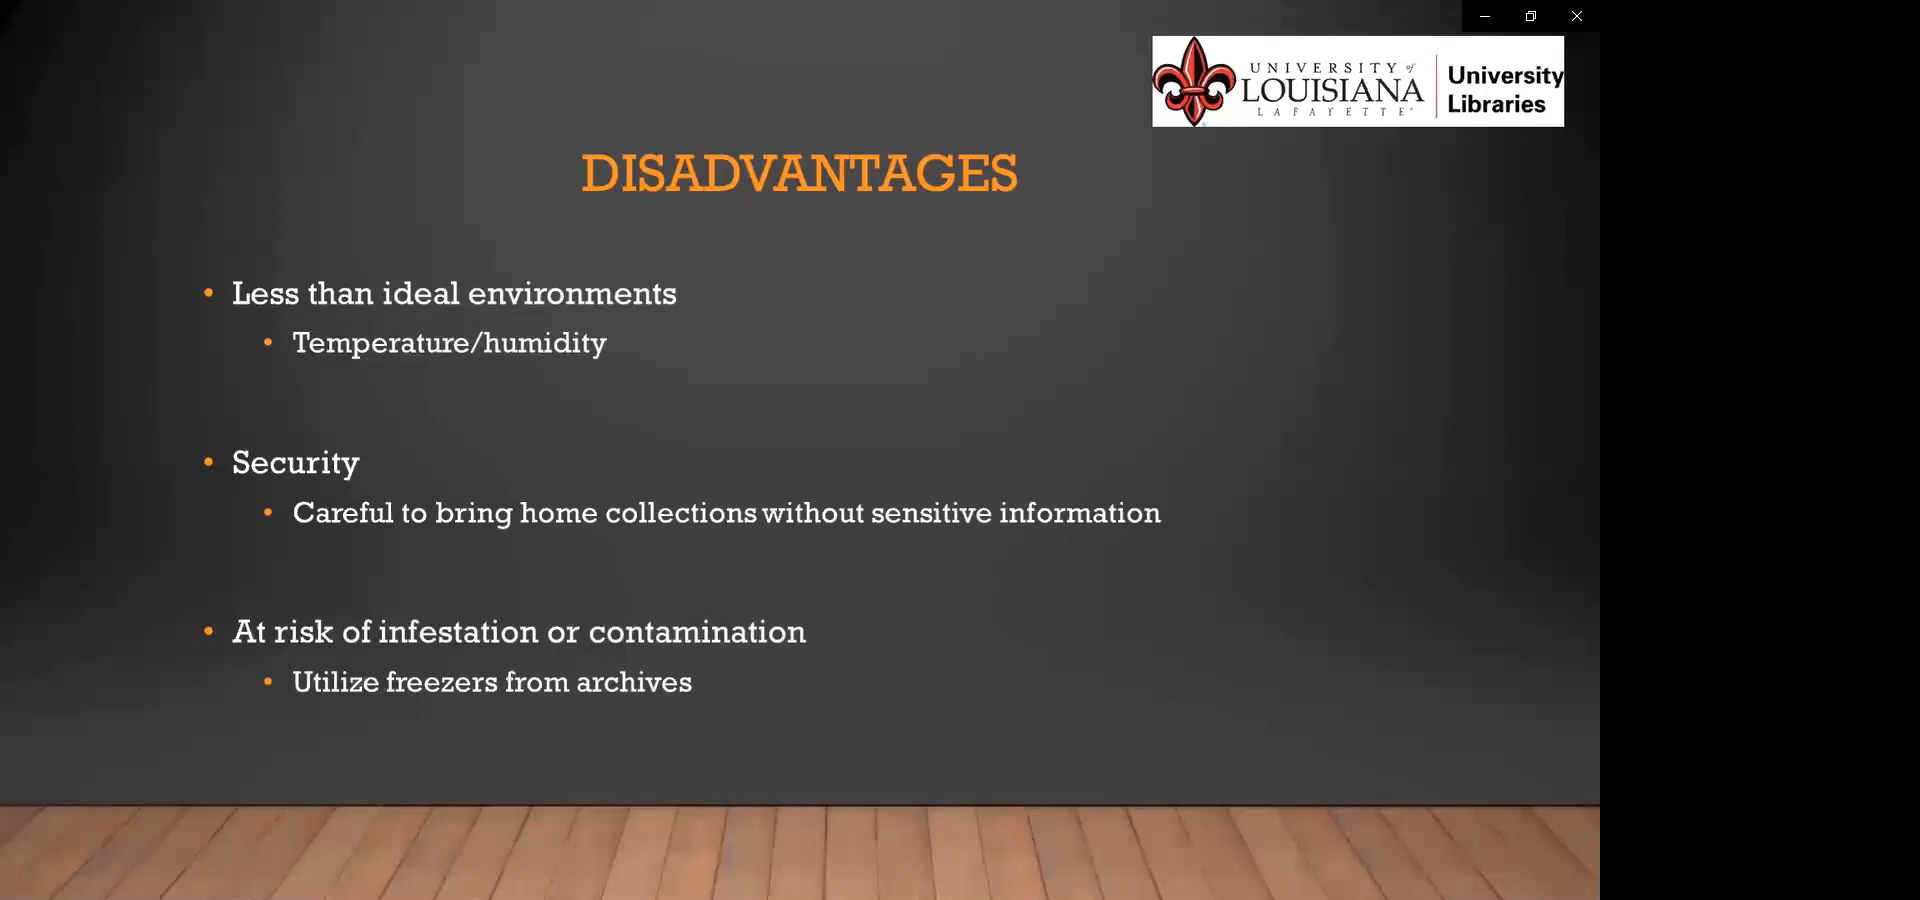 UNIVERSITY of
LOUISIANA
LAFAYETTE
University
Libraries
DISADVANTAGES
• Less than ideal environments
• Temperature/humidity
• Security
• Careful to bring home collections without sensitive information
• At risk of infestation or contamination
• Utilize freezers from archives